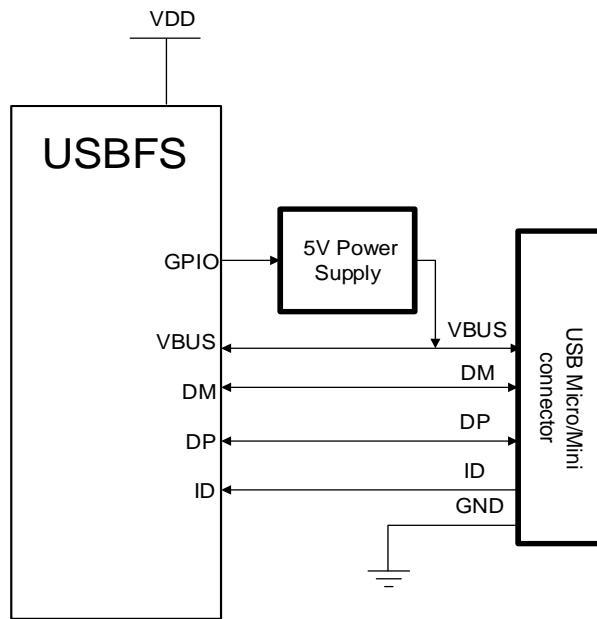 VDD
USBFS
GPIO
5V Power
Supply
VBUS
VBUS
DM
DM
DP
DP
ID
ID
GND
USB Micro/Mini
connector